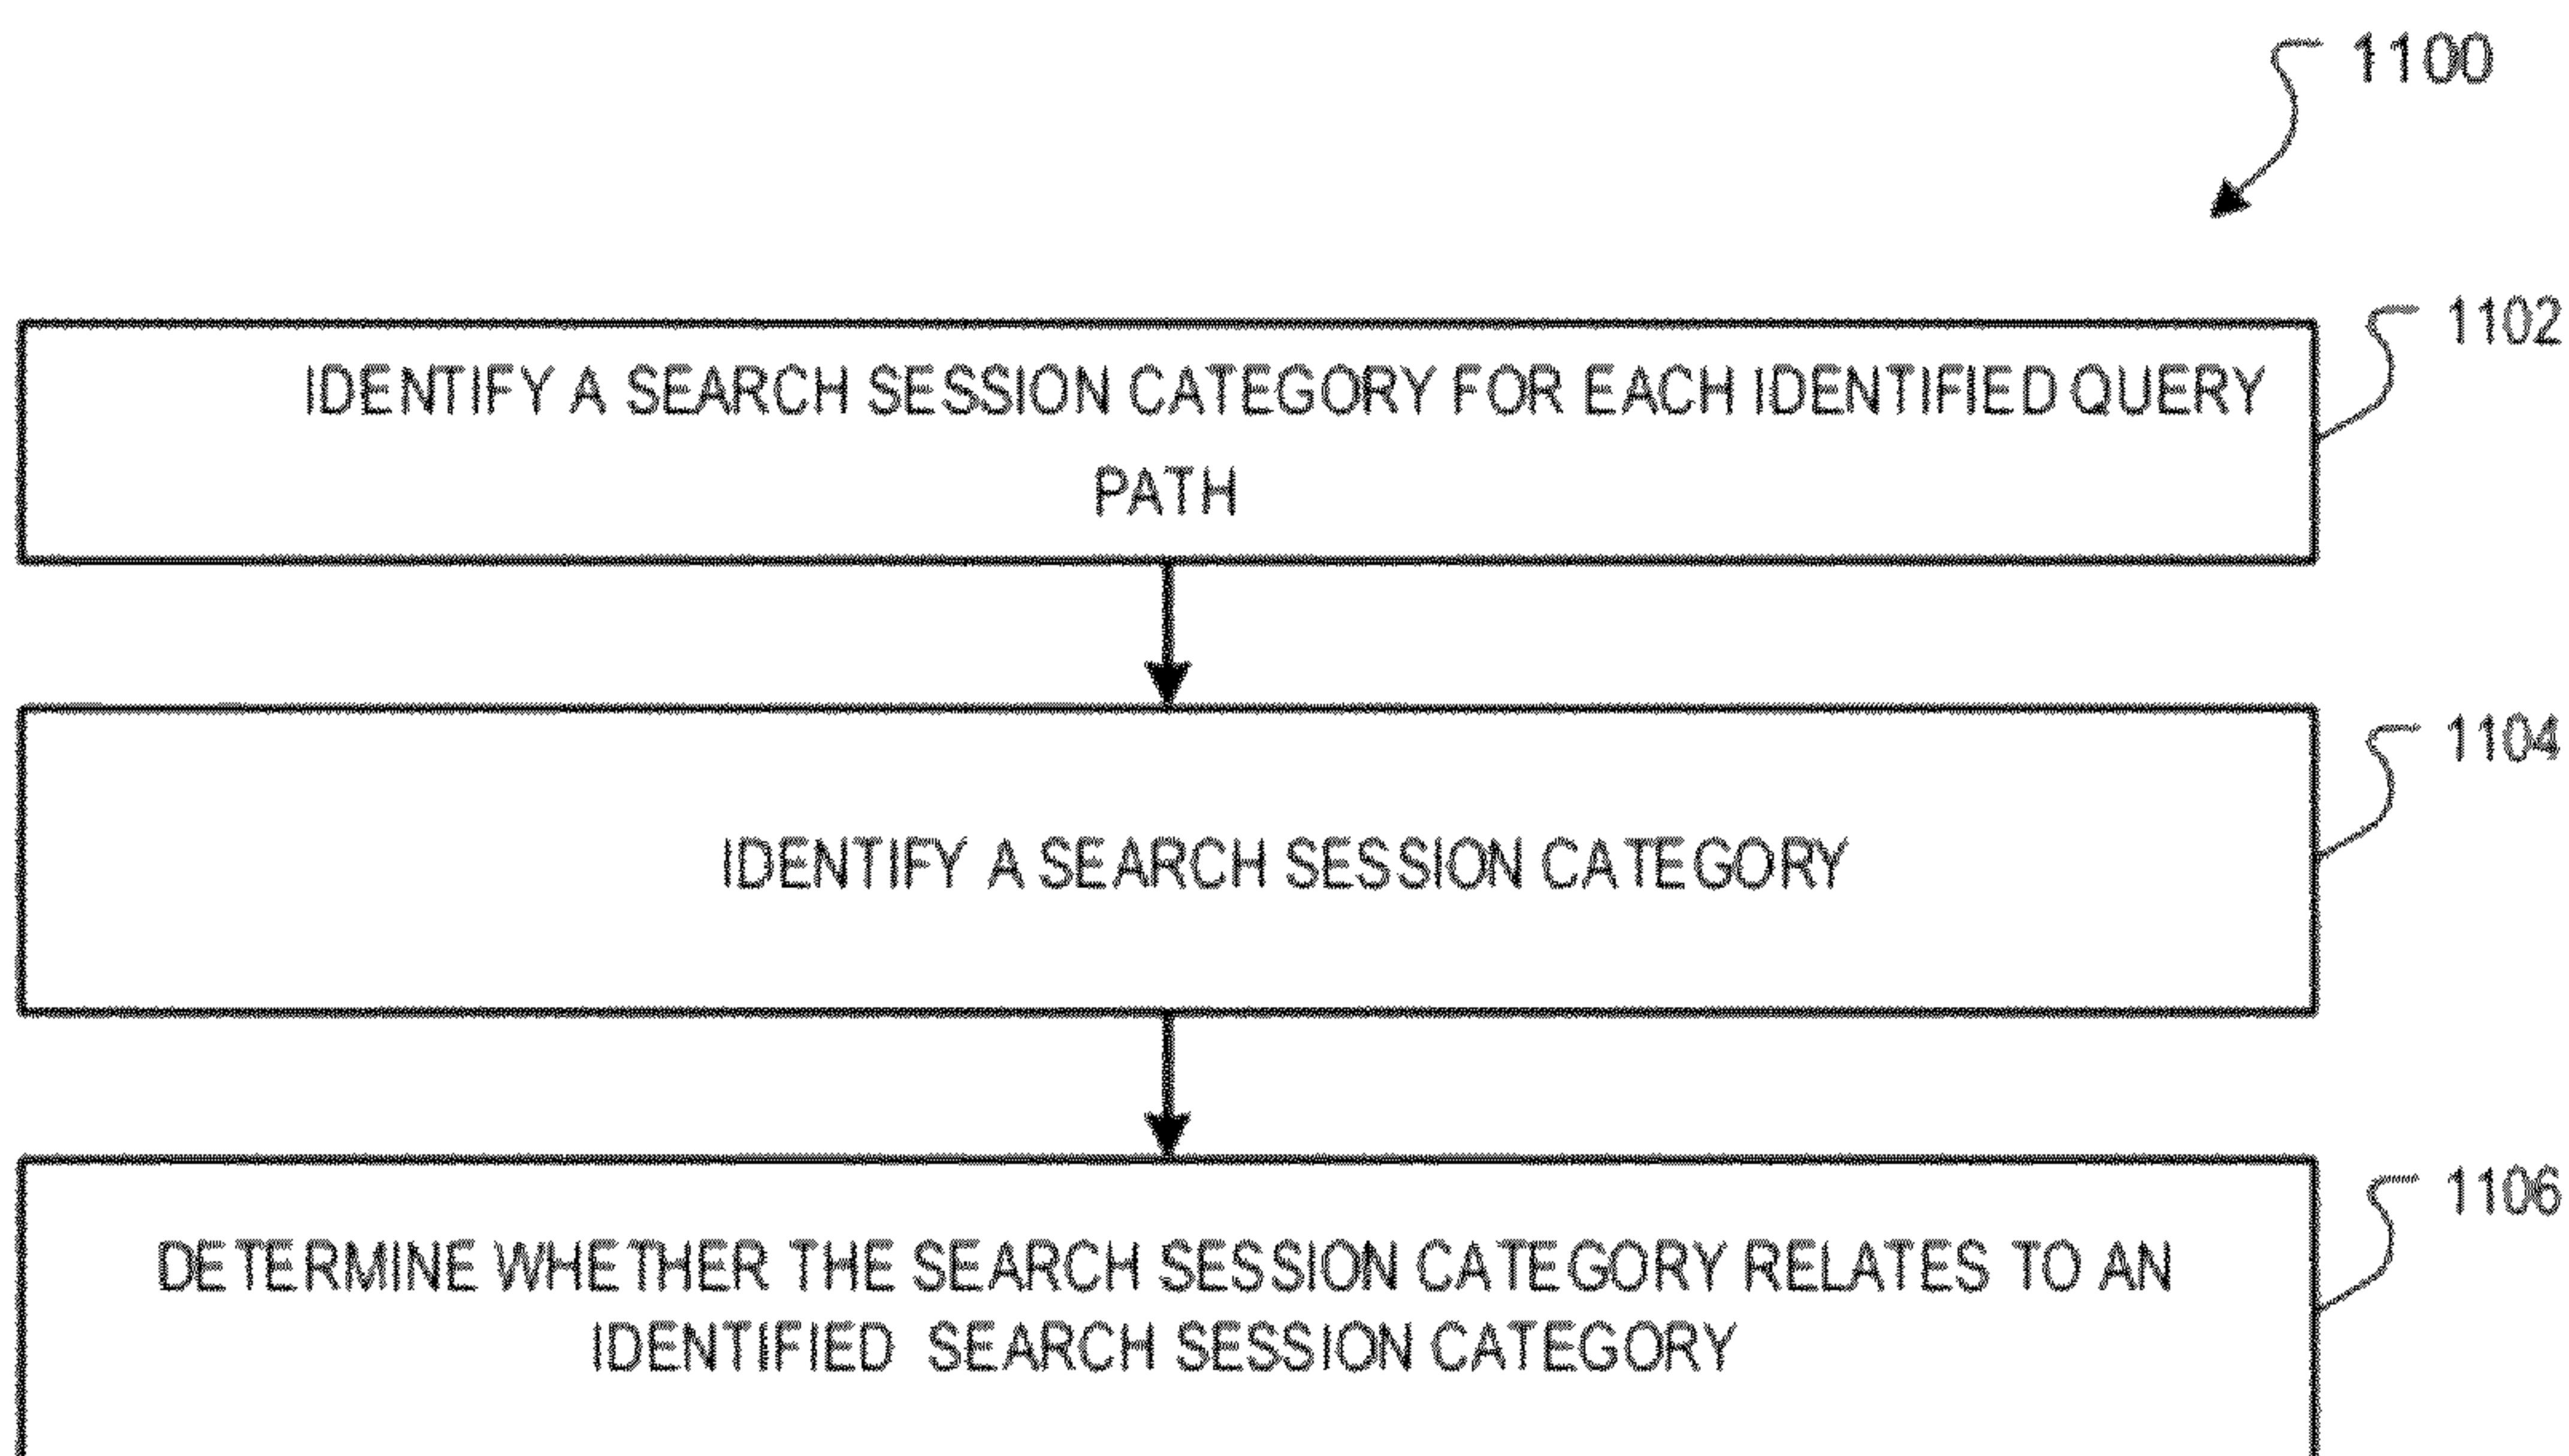 1100
1102
IDENTIFY A SEARCH SESSION CATEGORY FOR EACH IDENTIFIED QUERY
PATH
1104
IDENTIFY A SEARCH SESSION CATEGORY
1106
DETERMINE WHETHER THE SEARCH SESSION CATEGORY RELATES TO AN
IDENTIFIED SEARCH SESSION CATEGORY